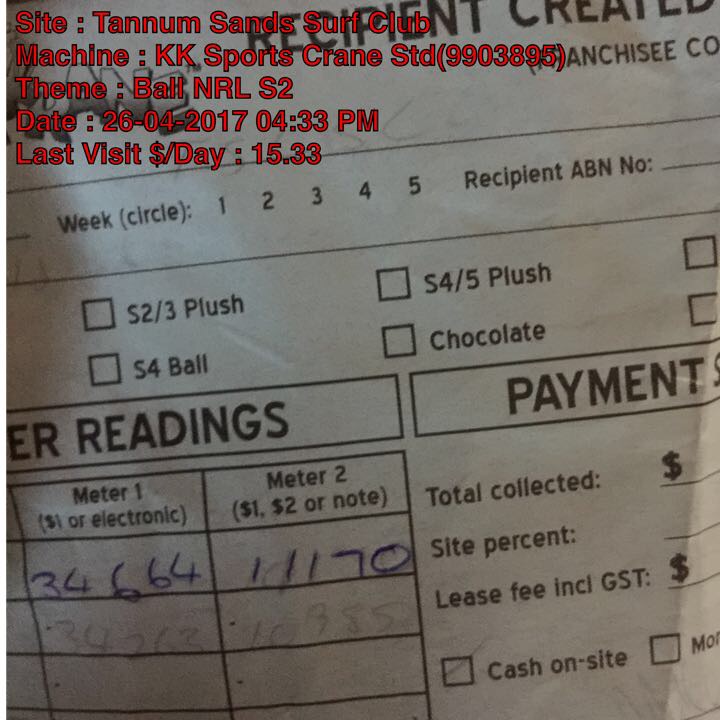 Site : Tannum Sands Surf Club
Machine : KK Sports Crane Std(9903895)
Theme : Ball NRL S2
Date : 26-04-2017 04:33 PM
Last Visit $/Day : 15.33
RECIPIENT CREATED
ANCHISEE CO
Week (circle): 1 2 3 4 5 Recipient ABN No:
S2/3 Plush S4/5 Plush
S4 Ball Chocolate
ER READINGS PAYMENT S
Meter 1 Meter 2
($1 or electronic) ($1, $2 or note)
Total collected: $
34664 11170
Site percent:
Lease fee incl GST: $
Cash on-site Mor